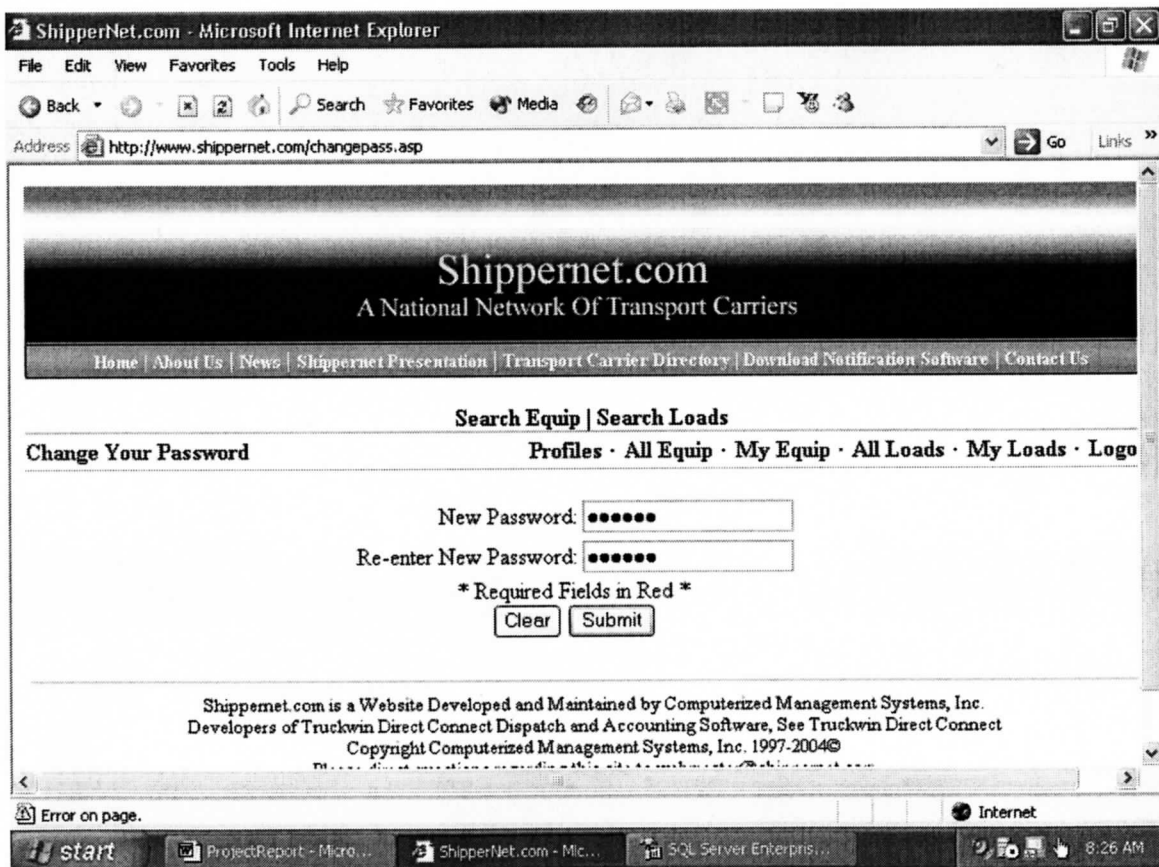 ShipperNet.com - Microsoft Internet Explorer
File Edit View Favorites Tools Help
Back Search Favorites Media
Address http://www.shippernet.com/changepass.asp Go Links »
Shippernet.com
A National Network Of Transport Carriers
Home | About Us | News | Shippernet Presentation | Transport Carrier Directory | Download Notification Software | Contact Us
Search Equip | Search Loads
Change Your Password Profiles · All Equip · My Equip · All Loads · My Loads · Logo
New Password: ••••••
Re-enter New Password: ••••••
* Required Fields in Red *
Clear Submit
Shippernet.com is a Website Developed and Maintained by Computerized Management Systems, Inc.
Developers of Truckwin Direct Connect Dispatch and Accounting Software, See Truckwin Direct Connect
Copyright Computerized Management Systems, Inc. 1997-2004©
Error on page. Internet
start ProjectReport - Micro... ShipperNet.com - Mic... SQL Server Enterpris... 8:26 AM